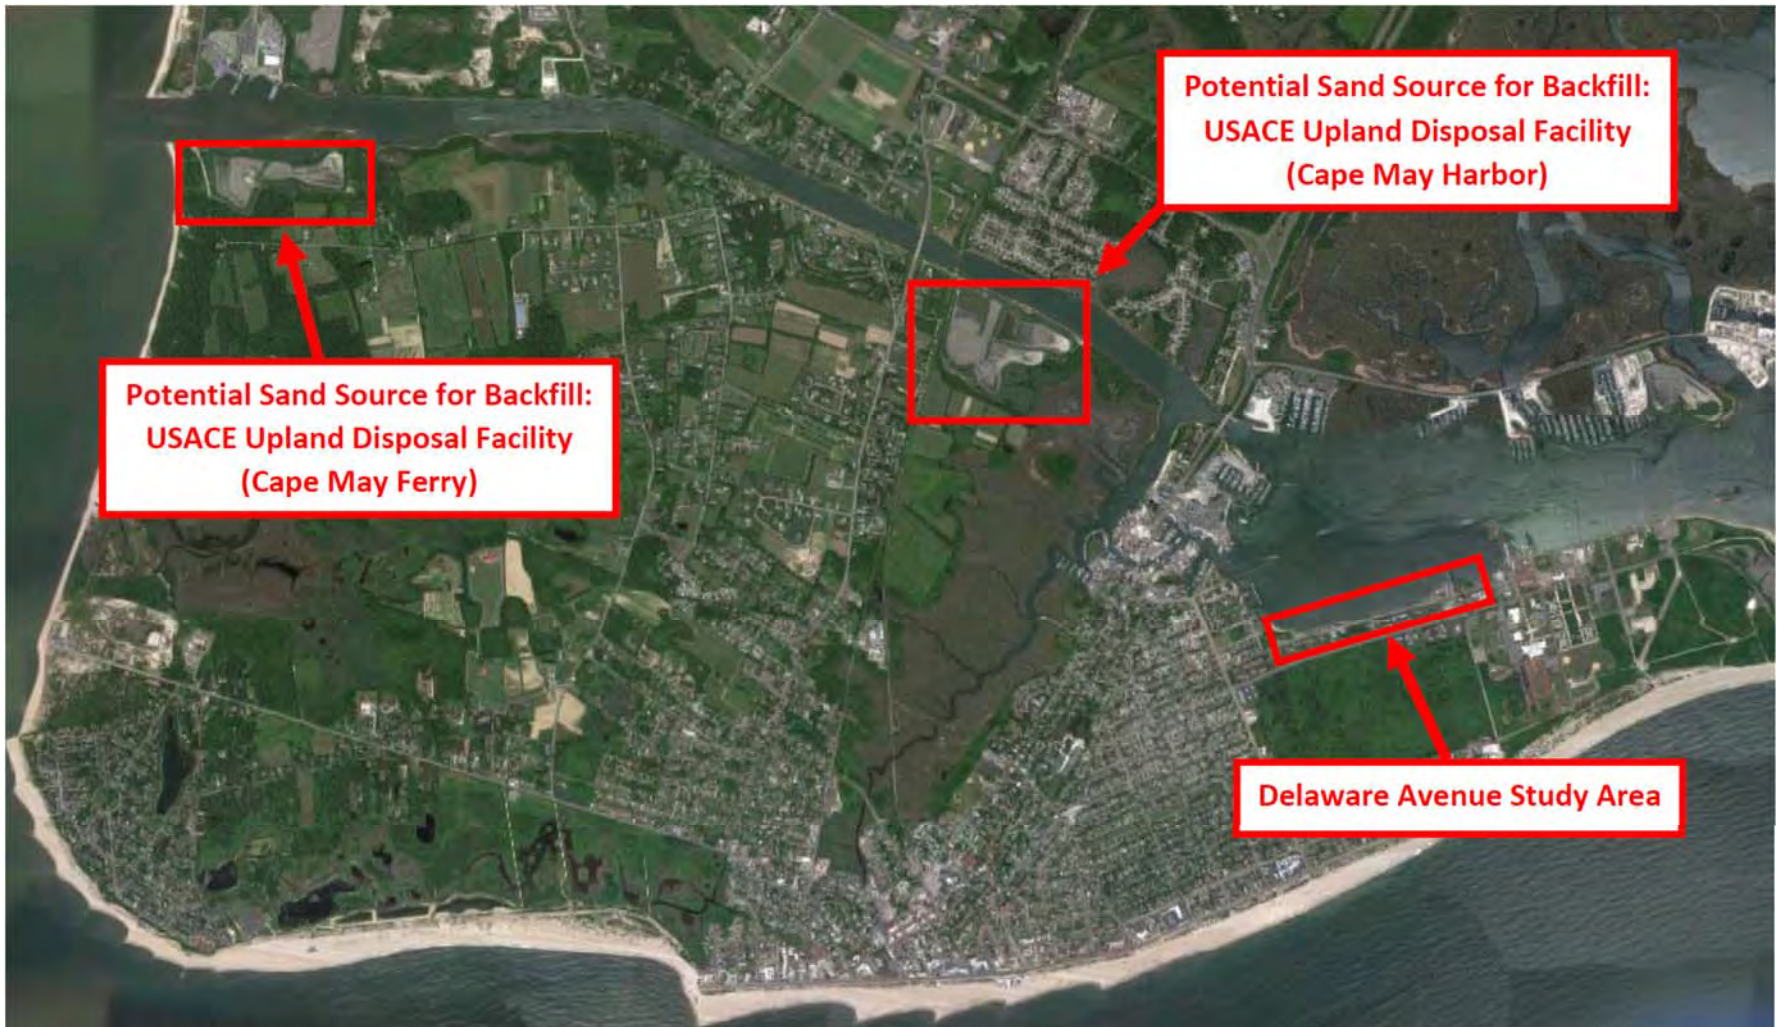 Potential Sand Source for Backfill:
USACE Upland Disposal Facility
(Cape May Harbor)
Potential Sand Source for Backfill:
USACE Upland Disposal Facility
(Cape May Ferry)
Delaware Avenue Study Area